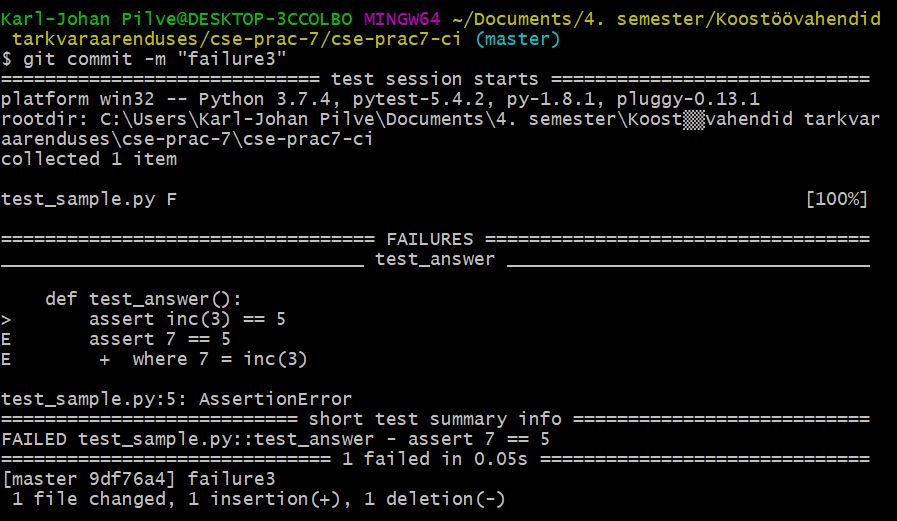 Karl-Johan Pilve@DESKTOP-3CCOLBO MINGW64 ~/Documents/4. semester/Koostöövahendid
 tarkvaraarenduses/cse-prac-7/cse-prac7-ci (master)
$ git commit -m "failure3"
============================= test session starts =============================
platform win32 -- Python 3.7.4, pytest-5.4.2, py-1.8.1, pluggy-0.13.1
rootdir: C:\Users\Karl-Johan Pilve\Documents\4. semester\Koost▒▒vahendid tarkvar
aarenduses\cse-prac-7\cse-prac7-ci
collected 1 item

test_sample.py F                                                         [100%]

================================== FAILURES ===================================
_________________________________ test_answer _________________________________

    def test_answer():
>       assert inc(3) == 5
E       assert 7 == 5
E        +  where 7 = inc(3)

test_sample.py:5: AssertionError
=========================== short test summary info ===========================
FAILED test_sample.py::test_answer - assert 7 == 5
============================== 1 failed in 0.05s ==============================
[master 9df76a4] failure3
 1 file changed, 1 insertion(+), 1 deletion(-)